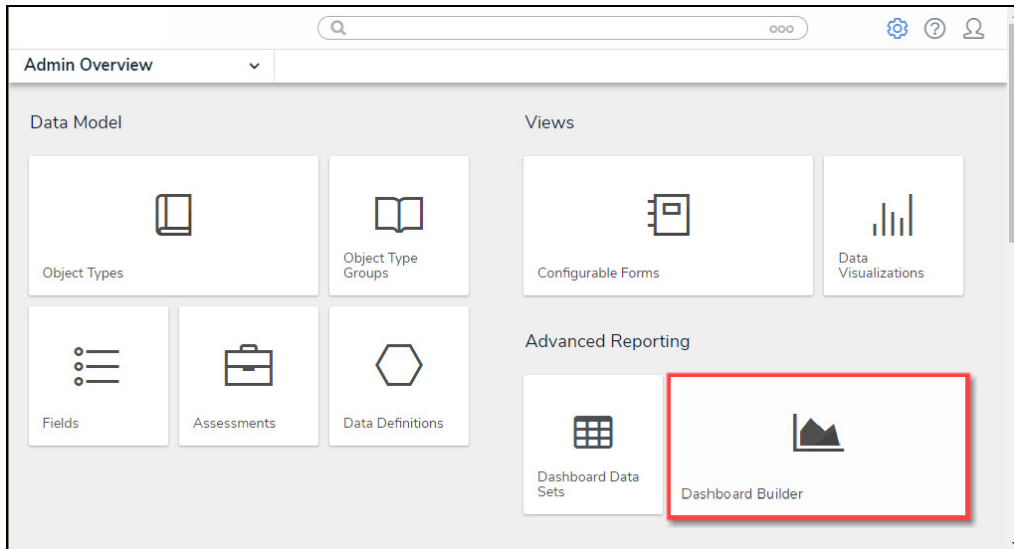 ooo
Admin Overview
Data Model
Object Types
Object Type
Groups
Fields
Assessments
Data Definitions
Views
Configurable Forms
Data
Visualizations
Advanced Reporting
Dashboard Data
Sets
Dashboard Builder